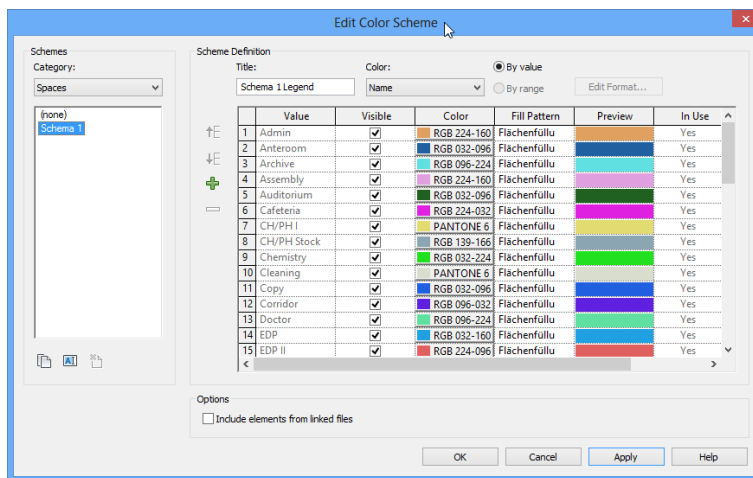 Edit Color Scheme
Schemes
Category:
Spaces
(none)
Schema 1
Scheme Definition
Title:
Color:
By value
Schema 1 Legend
Name
By range
Edit Format...
Value Visible Color Fill Pattern Preview In Use
1 Admin RGB 224-160 Flächenfüllu Yes
2 Anteroom RGB 032-096 Flächenfüllu Yes
3 Archive RGB 096-224 Flächenfüllu Yes
4 Assembly RGB 224-160 Flächenfüllu Yes
5 Auditorium RGB 032-096 Flächenfüllu Yes
6 Cafeteria RGB 224-032 Flächenfüllu Yes
7 CH/PH I PANTONE 6 Flächenfüllu Yes
8 CH/PH Stock RGB 139-166 Flächenfüllu Yes
9 Chemistry RGB 032-224 Flächenfüllu Yes
10 Cleaning PANTONE 6 Flächenfüllu Yes
11 Copy RGB 032-096 Flächenfüllu Yes
12 Corridor RGB 096-032 Flächenfüllu Yes
13 Doctor RGB 096-224 Flächenfüllu Yes
14 EDP RGB 032-160 Flächenfüllu Yes
15 EDP II RGB 224-096 Flächenfüllu Yes
Options
Include elements from linked files
OK Cancel Apply Help